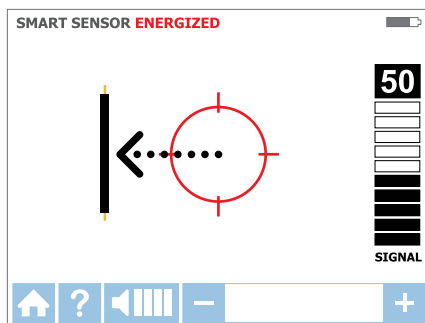 SMART SENSOR ENERGIZED
50
SIGNAL
?
− +